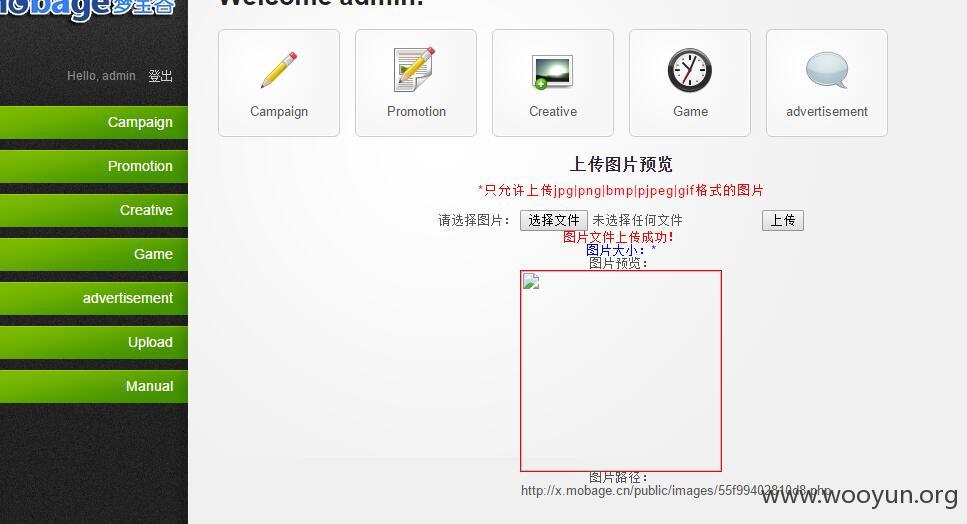 Welcome admin!
mobage梦宝谷
Hello, admin 登出
Campaign
Promotion
Creative
Game
advertisement
Upload
Manual
Campaign
Promotion
Creative
Game
advertisement
上传图片预览
*只允许上传jpg|png|bmp|pjpeg|gif格式的图片
请选择图片: 选择文件 未选择任何文件 上传
图片文件上传成功!
图片大小: *
图片预览:
图片路径:
http://x.mobage.cn/public/images/55f99402810d8.php
www.wooyun.org